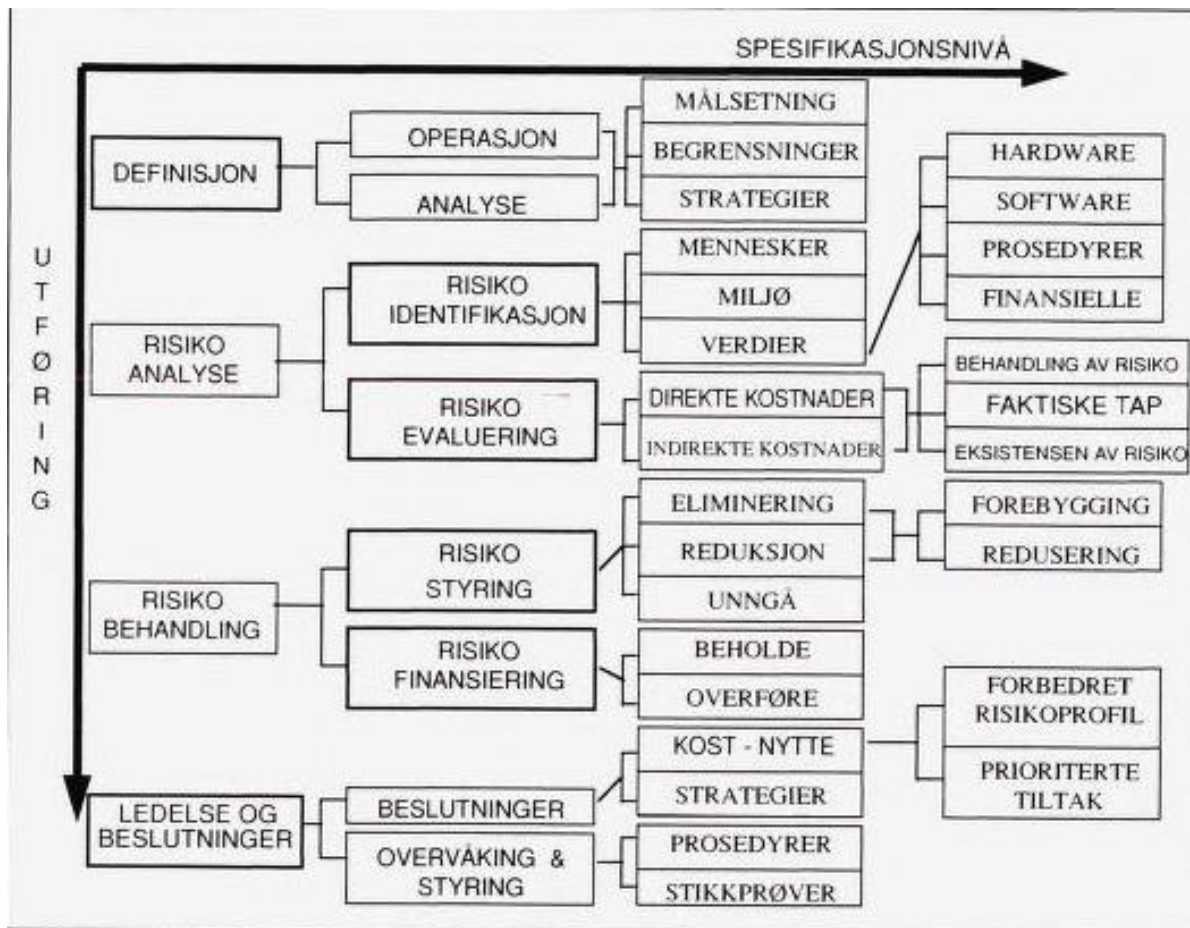 SPESIFIKASJONSNIVÅ
UTFØRING
DEFINISJON
OPERASJON
ANALYSE
MÅLSETNING
BEGRENSNINGER
STRATEGIER
RISIKO
ANALYSE
RISIKO
IDENTIFIKASJON
MENNESKER
MILJØ
VERDIER
HARDWARE
SOFTWARE
PROSEDYRER
FINANSIELLE
RISIKO
EVALUERING
DIREKTE KOSTNADER
INDIREKTE KOSTNADER
BEHANDLING AV RISIKO
FAKTISKE TAP
EKSISTENSEN AV RISIKO
RISIKO
BEHANDLING
RISIKO
STYRING
ELIMINERING
REDUKSJON
UNNGÅ
FOREBYGGING
REDUSERING
RISIKO
FINANSIERING
BEHOLDE
OVERFØRE
LEDELSE OG
BESLUTNINGER
BESLUTNINGER
KOST - NYTTE
STRATEGIER
FORBEDRET
RISIKOPROFIL
PRIORITERTE
TILTAK
OVERVÅKING &
STYRING
PROSEDYRER
STIKKPRØVER